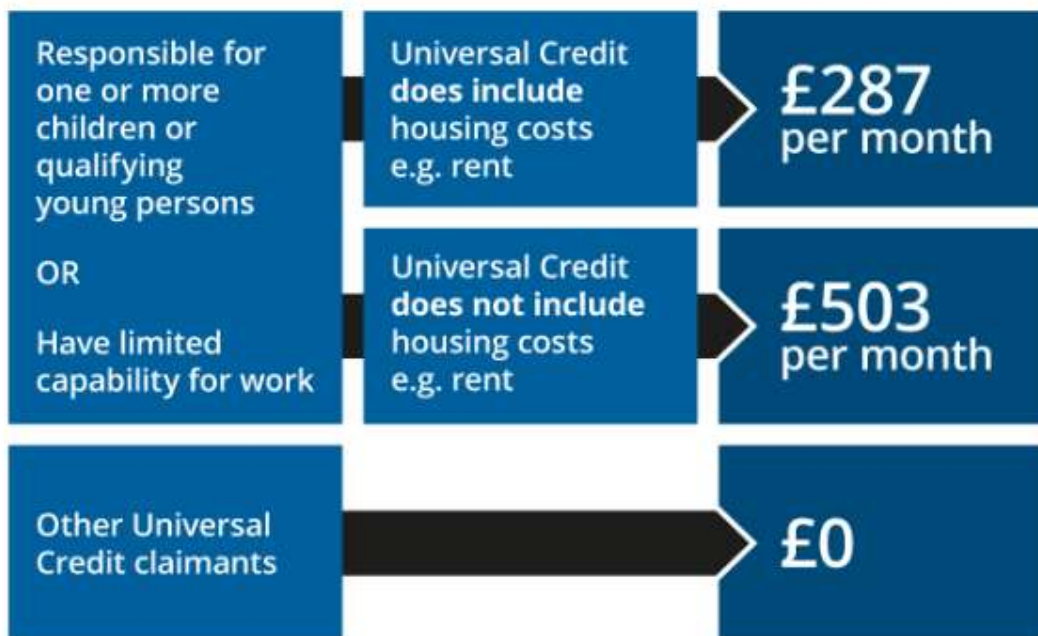 Responsible for
one or more
children or
qualifying
young persons
OR
Have limited
capability for work
Universal Credit
does include
housing costs
e.g. rent
£287
per month
Universal Credit
does not include
housing costs
e.g. rent
£503
per month
Other Universal
Credit claimants
£0